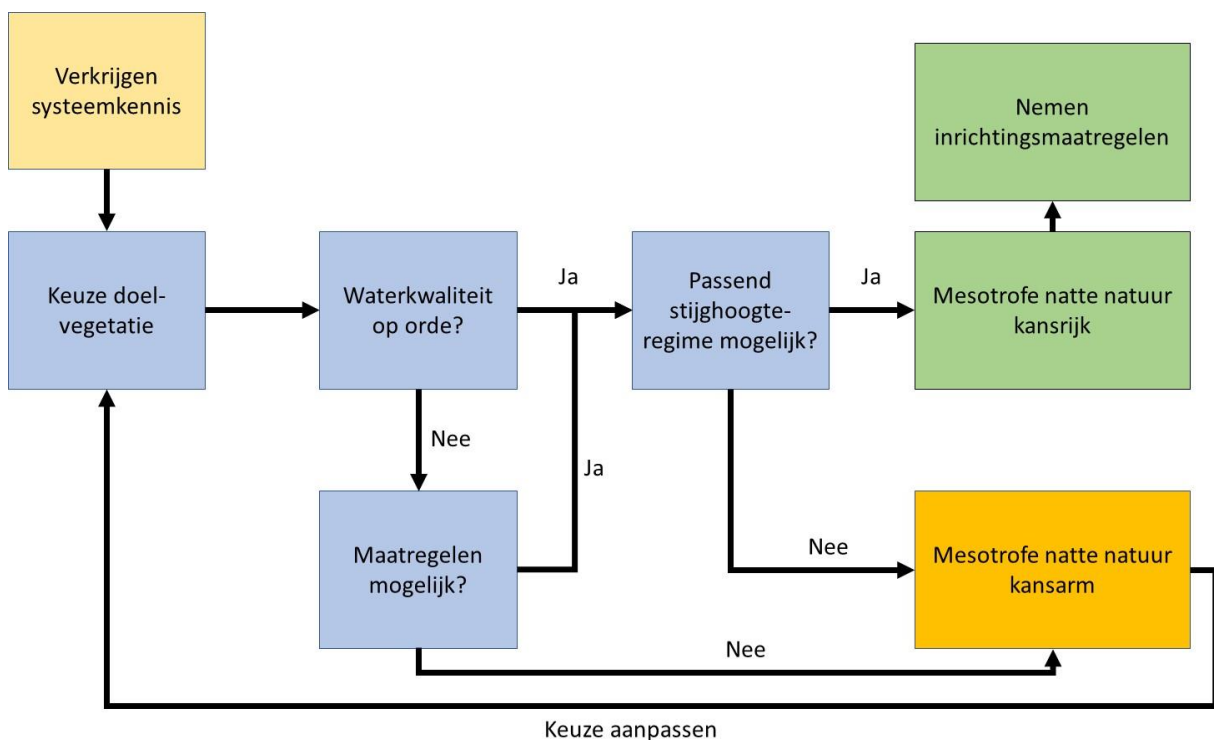 Verkrijgen
systeemkennis
Nemen
inrichtingsmaatregelen
Keuze doel-
vegetatie
Waterkwaliteit
op orde?
Ja
Passend
stijghoogte-
regime mogelijk?
Ja
Mesotrofe natte natuur
kansrijk
Nee
Ja
Maatregelen
mogelijk?
Nee
Mesotrofe natte natuur
kansarm
Nee
Keuze aanpassen